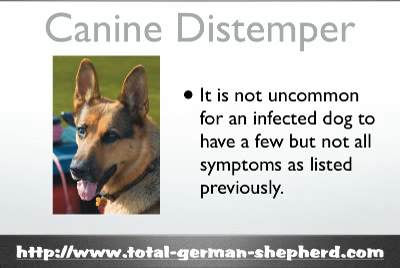 Canine Distemper
• It is not uncommon
for an infected dog to
have a few but not all
symptoms as listed
previously.
http://www.total-german-shepherd.com